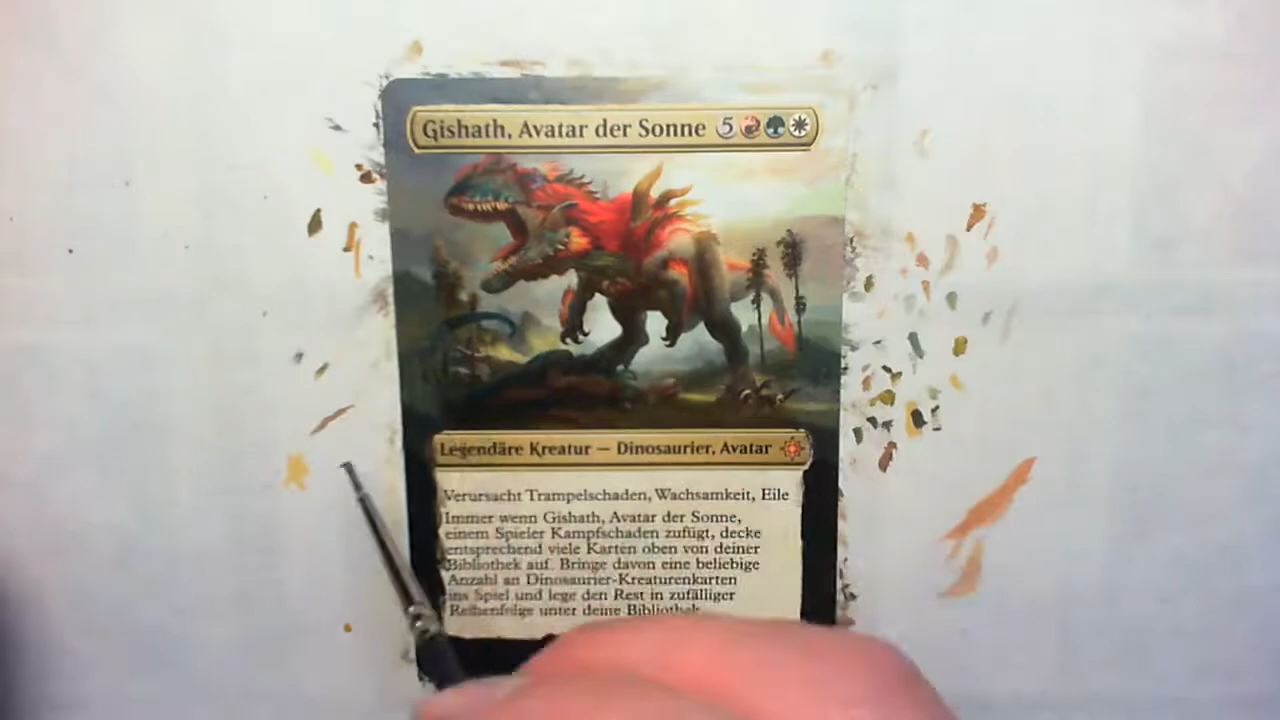 Gishath, Avatar der Sonne 5
Legendäre Kreatur — Dinosaurier, Avatar
Verursacht Trampelschaden, Wachsamkeit, Eile
Immer wenn Gishath, Avatar der Sonne,
einem Spieler Kampfschaden zufügt, decke
entsprechend viele Karten oben von deiner
Bibliothek auf. Bringe davon eine beliebige
Anzahl an Dinosaurier-Kreaturenkarten
ins Spiel und lege den Rest in zufälliger
Reihenfolge unter deine Bibliothek.